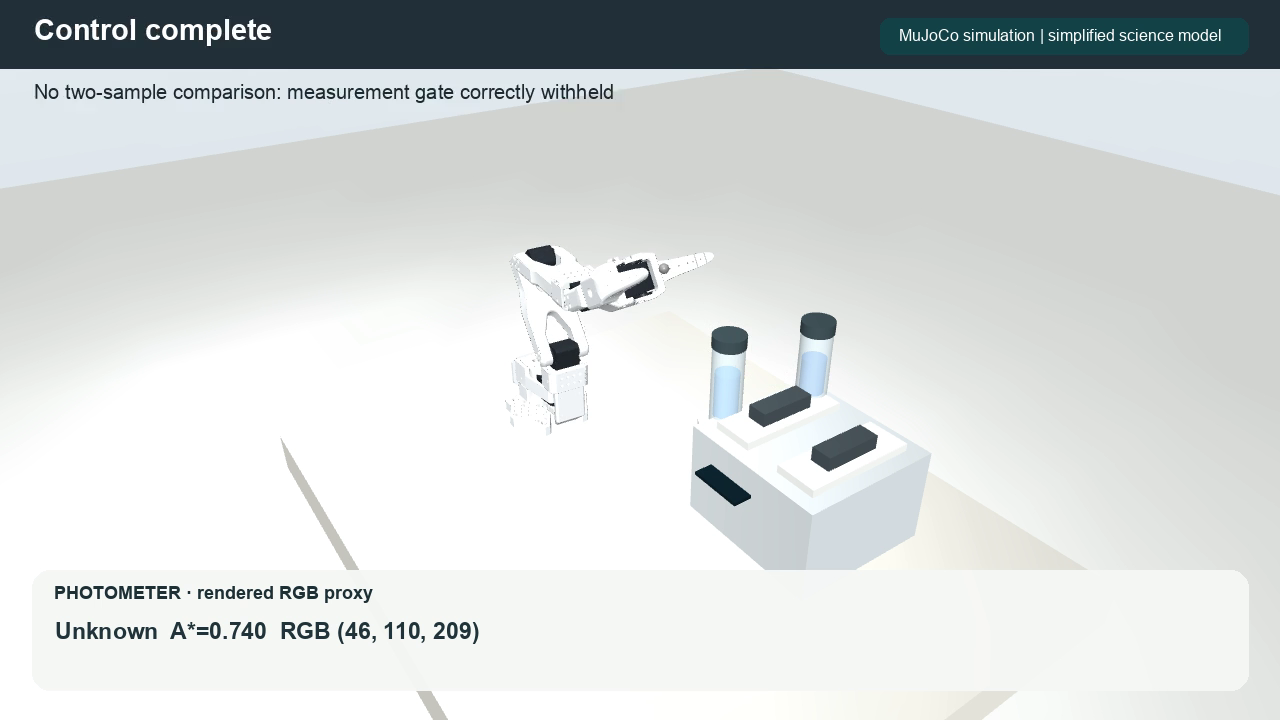 Control complete
MuJoCo simulation | simplified science model
No two-sample comparison: measurement gate correctly withheld
PHOTOMETER · rendered RGB proxy
Unknown  A*=0.740  RGB (46, 110, 209)